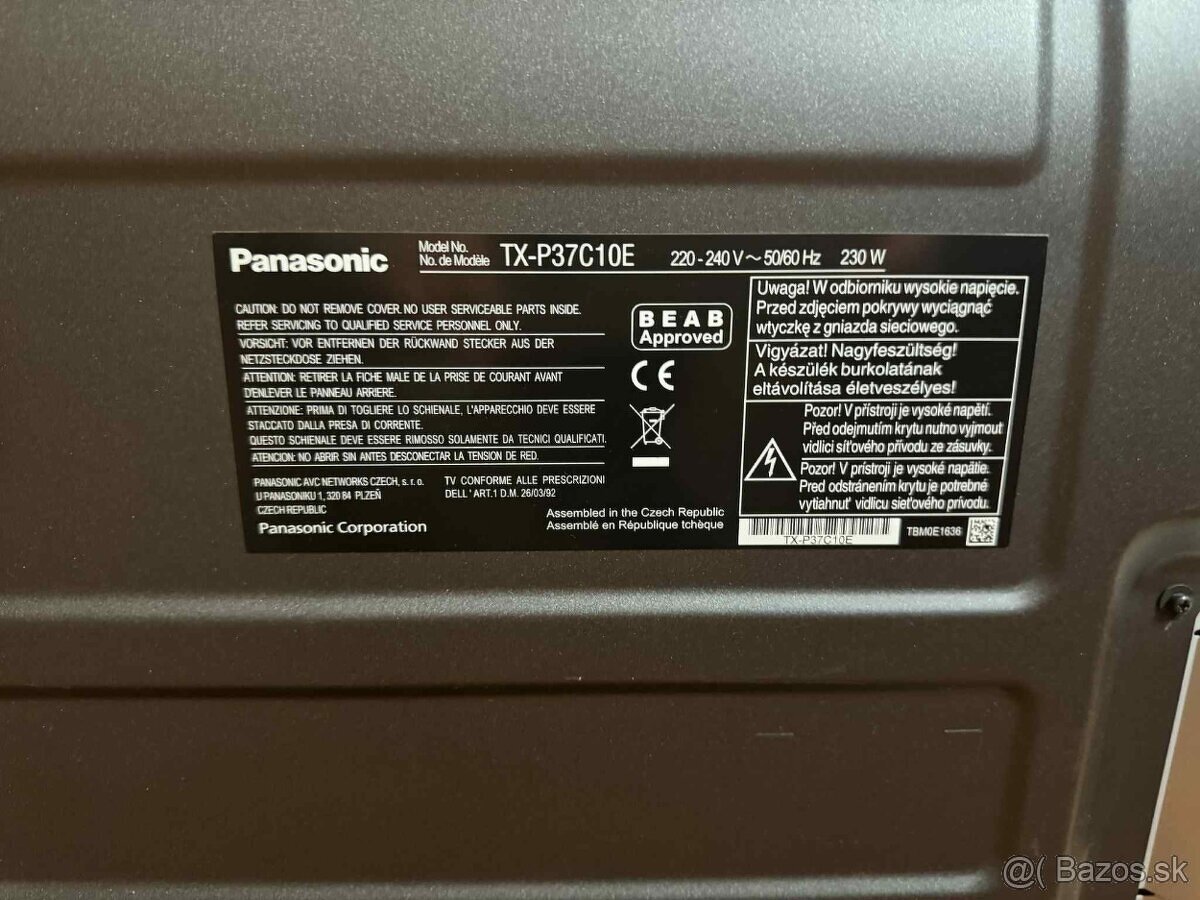 Panasonic
Model No.
No. de Modèle
TX-P37C10E
220 - 240 V ~ 50/60 Hz 230 W
CAUTION: DO NOT REMOVE COVER. NO USER SERVICEABLE PARTS INSIDE.
REFER SERVICING TO QUALIFIED SERVICE PERSONNEL ONLY.
VORSICHT: VOR ENTFERNEN DER RÜCKWAND STECKER AUS DER
NETZSTECKDOSE ZIEHEN.
ATTENTION: RETIRER LA FICHE MALE DE LA PRISE DE COURANT AVANT
D'ENLEVER LE PANNEAU ARRIERE.
ATTENZIONE: PRIMA DI TOGLIERE LO SCHIENALE, L'APPARECCHIO DEVE ESSERE
STACCATO DALLA PRESA DI CORRENTE.
QUESTO SCHIENALE DEVE ESSERE RIMOSSO SOLAMENTE DA TECNICI QUALIFICATI.
ATENCION: NO ABRIR SIN ANTES DESCONECTAR LA TENSION DE RED.
PANASONIC AVC NETWORKS CZECH, s. r. o.
U PANASONIKU 1, 320 84 PLZEŇ
CZECH REPUBLIC
Panasonic Corporation
TV CONFORME ALLE PRESCRIZIONI
DELL' ART.1 D.M. 26/03/92
Assembled in the Czech Republic
Assemblé en République tchèque
BEAB
Approved
CE
Uwaga! W odbiorniku wysokie napięcie.
Przed zdjęciem pokrywy wyciągnąć
wtyczkę z gniazda sieciowego.
Vigyázat! Nagyfeszültség!
A készülék burkolatának
eltávolítása életveszélyes!
Pozor! V přístroji je vysoké napětí.
Před odejmutím krytu nutno vyjmout
vidlici síťového přívodu ze zásuvky.
Pozor! V prístroji je vysoké napätie.
Pred odstránením krytu je potrebné
vytiahnuť vidlicu sieťového prívodu.
TX-P37C10E
TBM0E1636
@( Bazos.sk